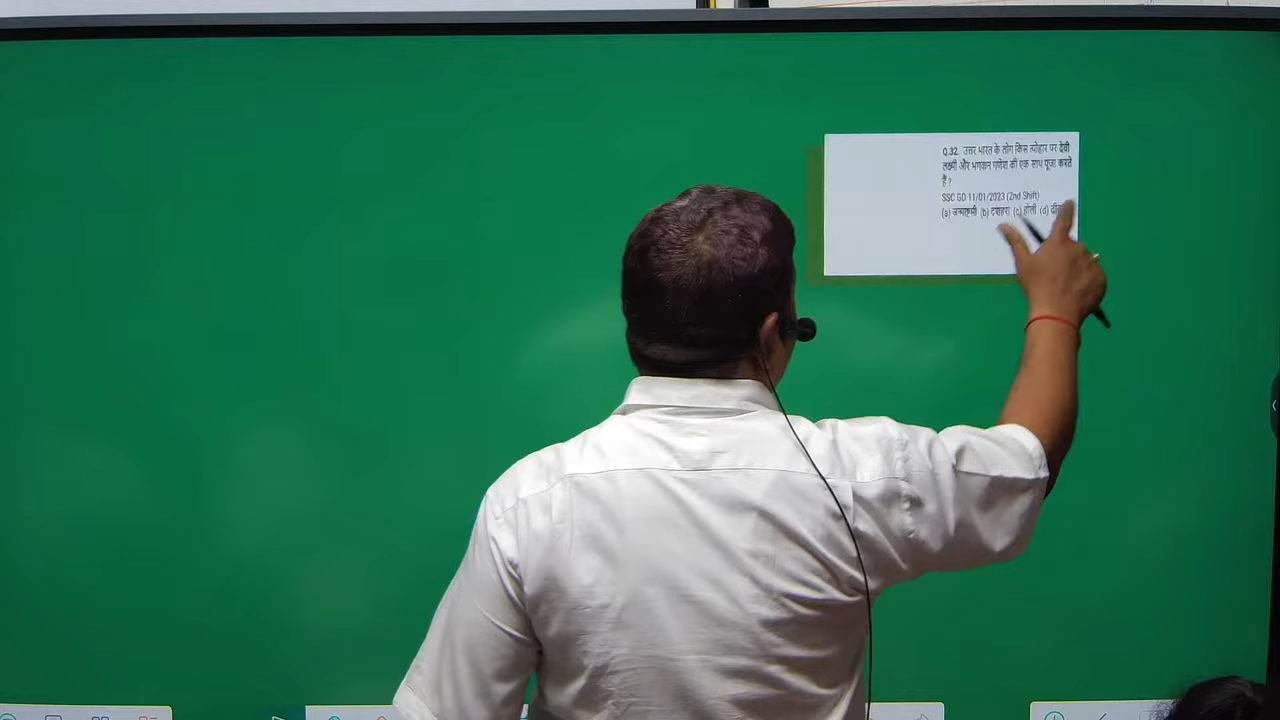 Q.32. उत्तर भारत के लोग किस त्योहार पर देवी
लक्ष्मी और भगवान गणेश की एक साथ पूजा करते
हैं?
SSC GD 11/01/2023 (2nd Shift)
(a) जन्माष्टमी (b) दशहरा (c) होली (d)